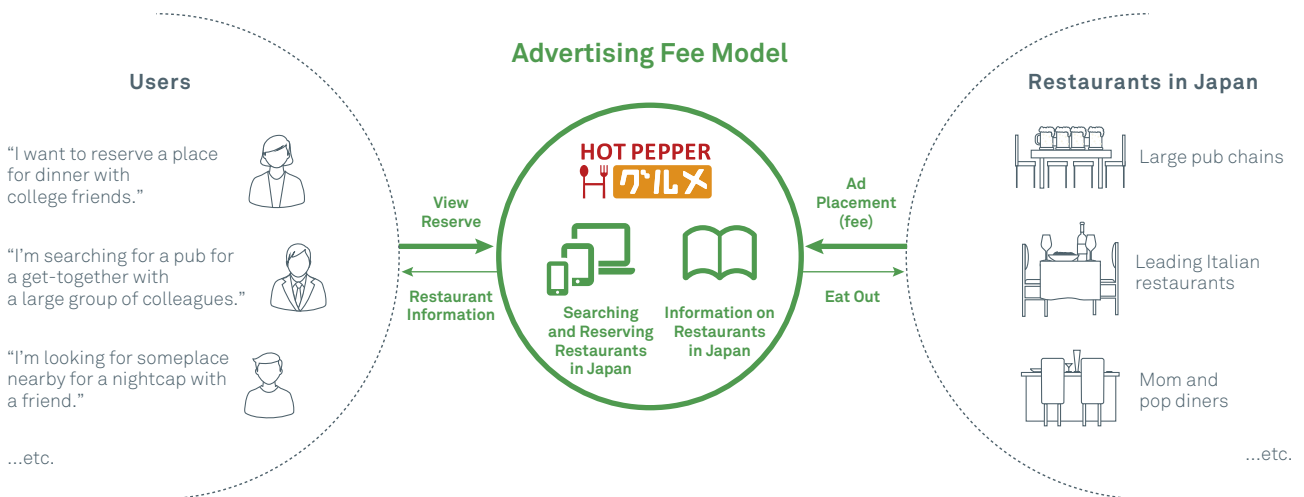 Advertising Fee Model
Users
“I want to reserve a place
for dinner with
college friends.”
“I’m searching for a pub for
a get-together with
a large group of colleagues.”
“I’m looking for someplace
nearby for a nightcap with
a friend.”
...etc.
View
Reserve
Restaurant
Information
HOT PEPPER
グルメ
Searching
and Reserving
Restaurants
in Japan
Information on
Restaurants
in Japan
Ad
Placement
(fee)
Eat Out
Restaurants in Japan
Large pub chains
Leading Italian
restaurants
Mom and
pop diners
...etc.